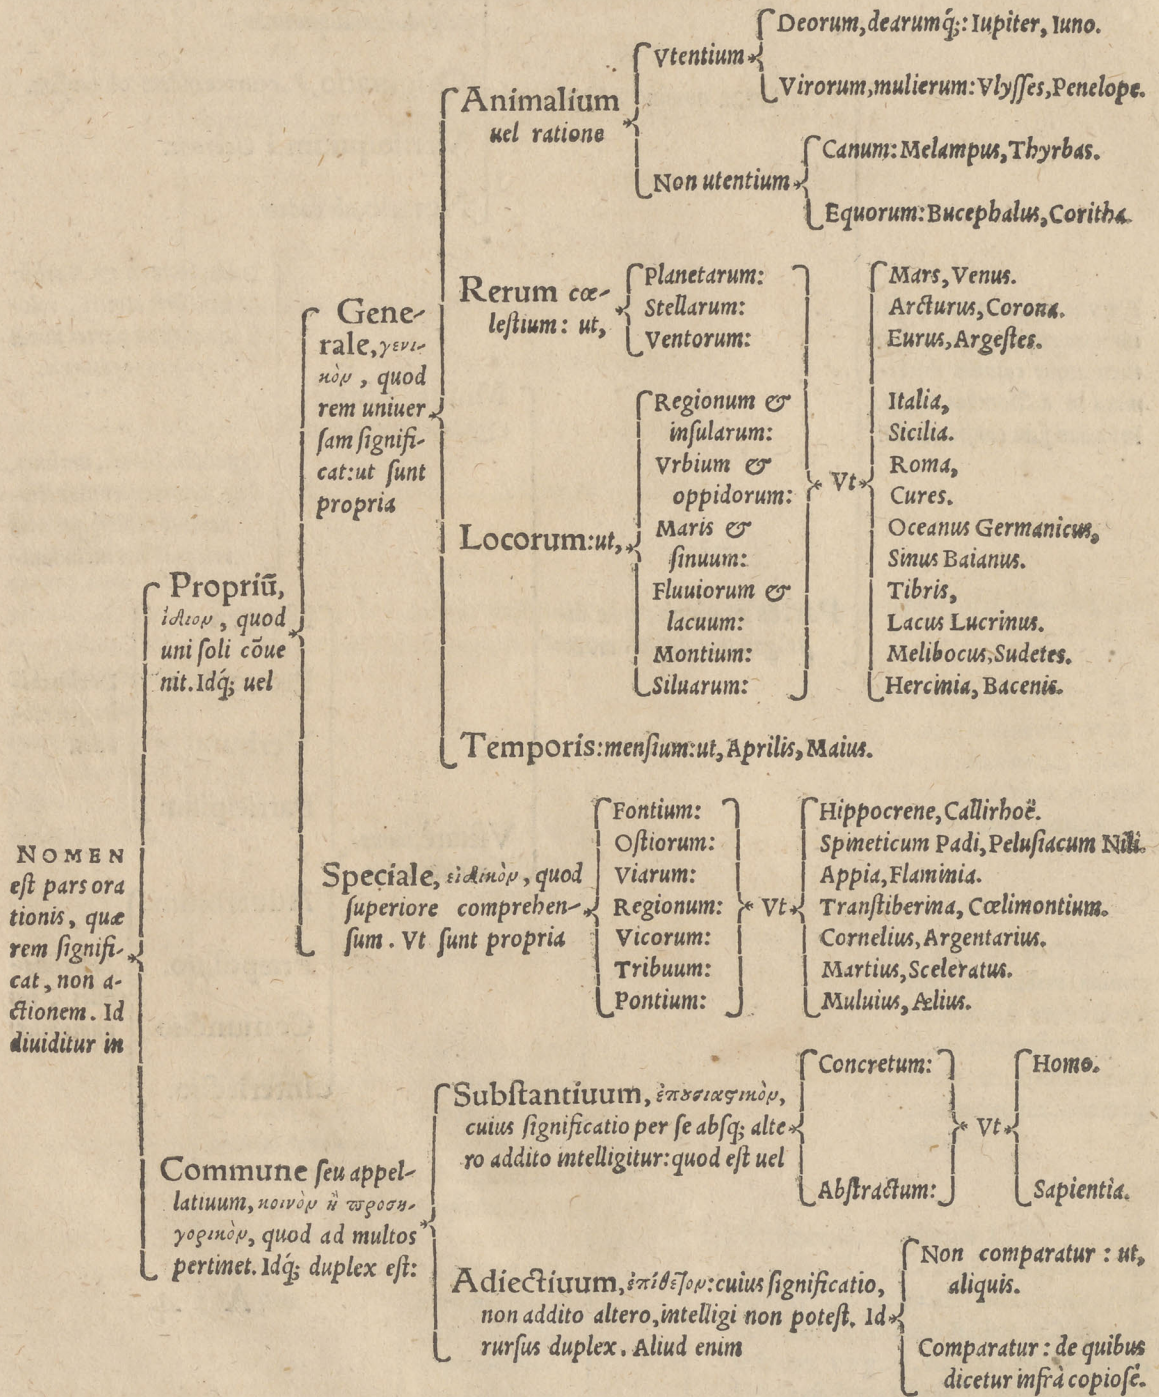 NOMEN
eſt pars ora
tionis, quæ
rem ſignifi-
cat, non a-
ctionem. Id
diuiditur in
Propriū,
ἴδιον, quod
uni ſoli cōue
nit. Idq́; uel
Gene-
rale, γενι-
κὸν, quod
rem uniuer
ſam ſignifi-
cat: ut ſunt
propria
Animalium
uel ratione
Vtentium
Deorum, dearumq́;: Iupiter, Iuno.
Virorum, mulierum: Vlyſſes, Penelope.
Non utentium
Canum: Melampus, Thyrbas.
Equorum: Bucephalus, Coritha.
Rerum cœ-
leſtium: ut,
Planetarum:
Stellarum:
Ventorum:
Locorum: ut,
Regionum &
inſularum:
Vrbium &
oppidorum:
Maris &
ſinuum:
Fluuiorum &
lacuum:
Montium:
Siluarum:
Vt
Mars, Venus.
Arcturus, Corona.
Eurus, Argeſtes.
Italia,
Sicilia.
Roma,
Cures.
Oceanus Germanicus,
Sinus Baianus.
Tibris,
Lacus Lucrinus.
Melibocus, Sudetes.
Hercinia, Bacenis.
Temporis: menſium: ut, Aprilis, Maius.
Speciale, εἰδικὸν, quod
ſuperiore comprehen-
ſum. Vt ſunt propria
Fontium:
Oſtiorum:
Viarum:
Regionum:
Vicorum:
Tribuum:
Pontium:
Vt
Hippocrene, Callirhoë.
Spineticum Padi, Peluſiacum Nili.
Appia, Flaminia.
Tranſtiberina, Cœlimontium.
Cornelius, Argentarius.
Martius, Sceleratus.
Muluius, Ælius.
Commune ſeu appel-
latiuum, κοινὸν ἢ προση-
γορικὸν, quod ad multos
pertinet. Idq́; duplex eſt:
Subſtantiuum, ἐπουσιαστικὸν,
cuius ſignificatio per ſe abſq; alte
ro addito intelligitur: quod eſt uel
Concretum:
Abſtractum:
Vt
Homo.
Sapientia.
Adiectiuum, ἐπίθετον: cuius ſignificatio,
non addito altero, intelligi non poteſt. Id
rurſus duplex. Aliud enim
Non comparatur: ut,
aliquis.
Comparatur: de quibus
dicetur infrà copioſè.